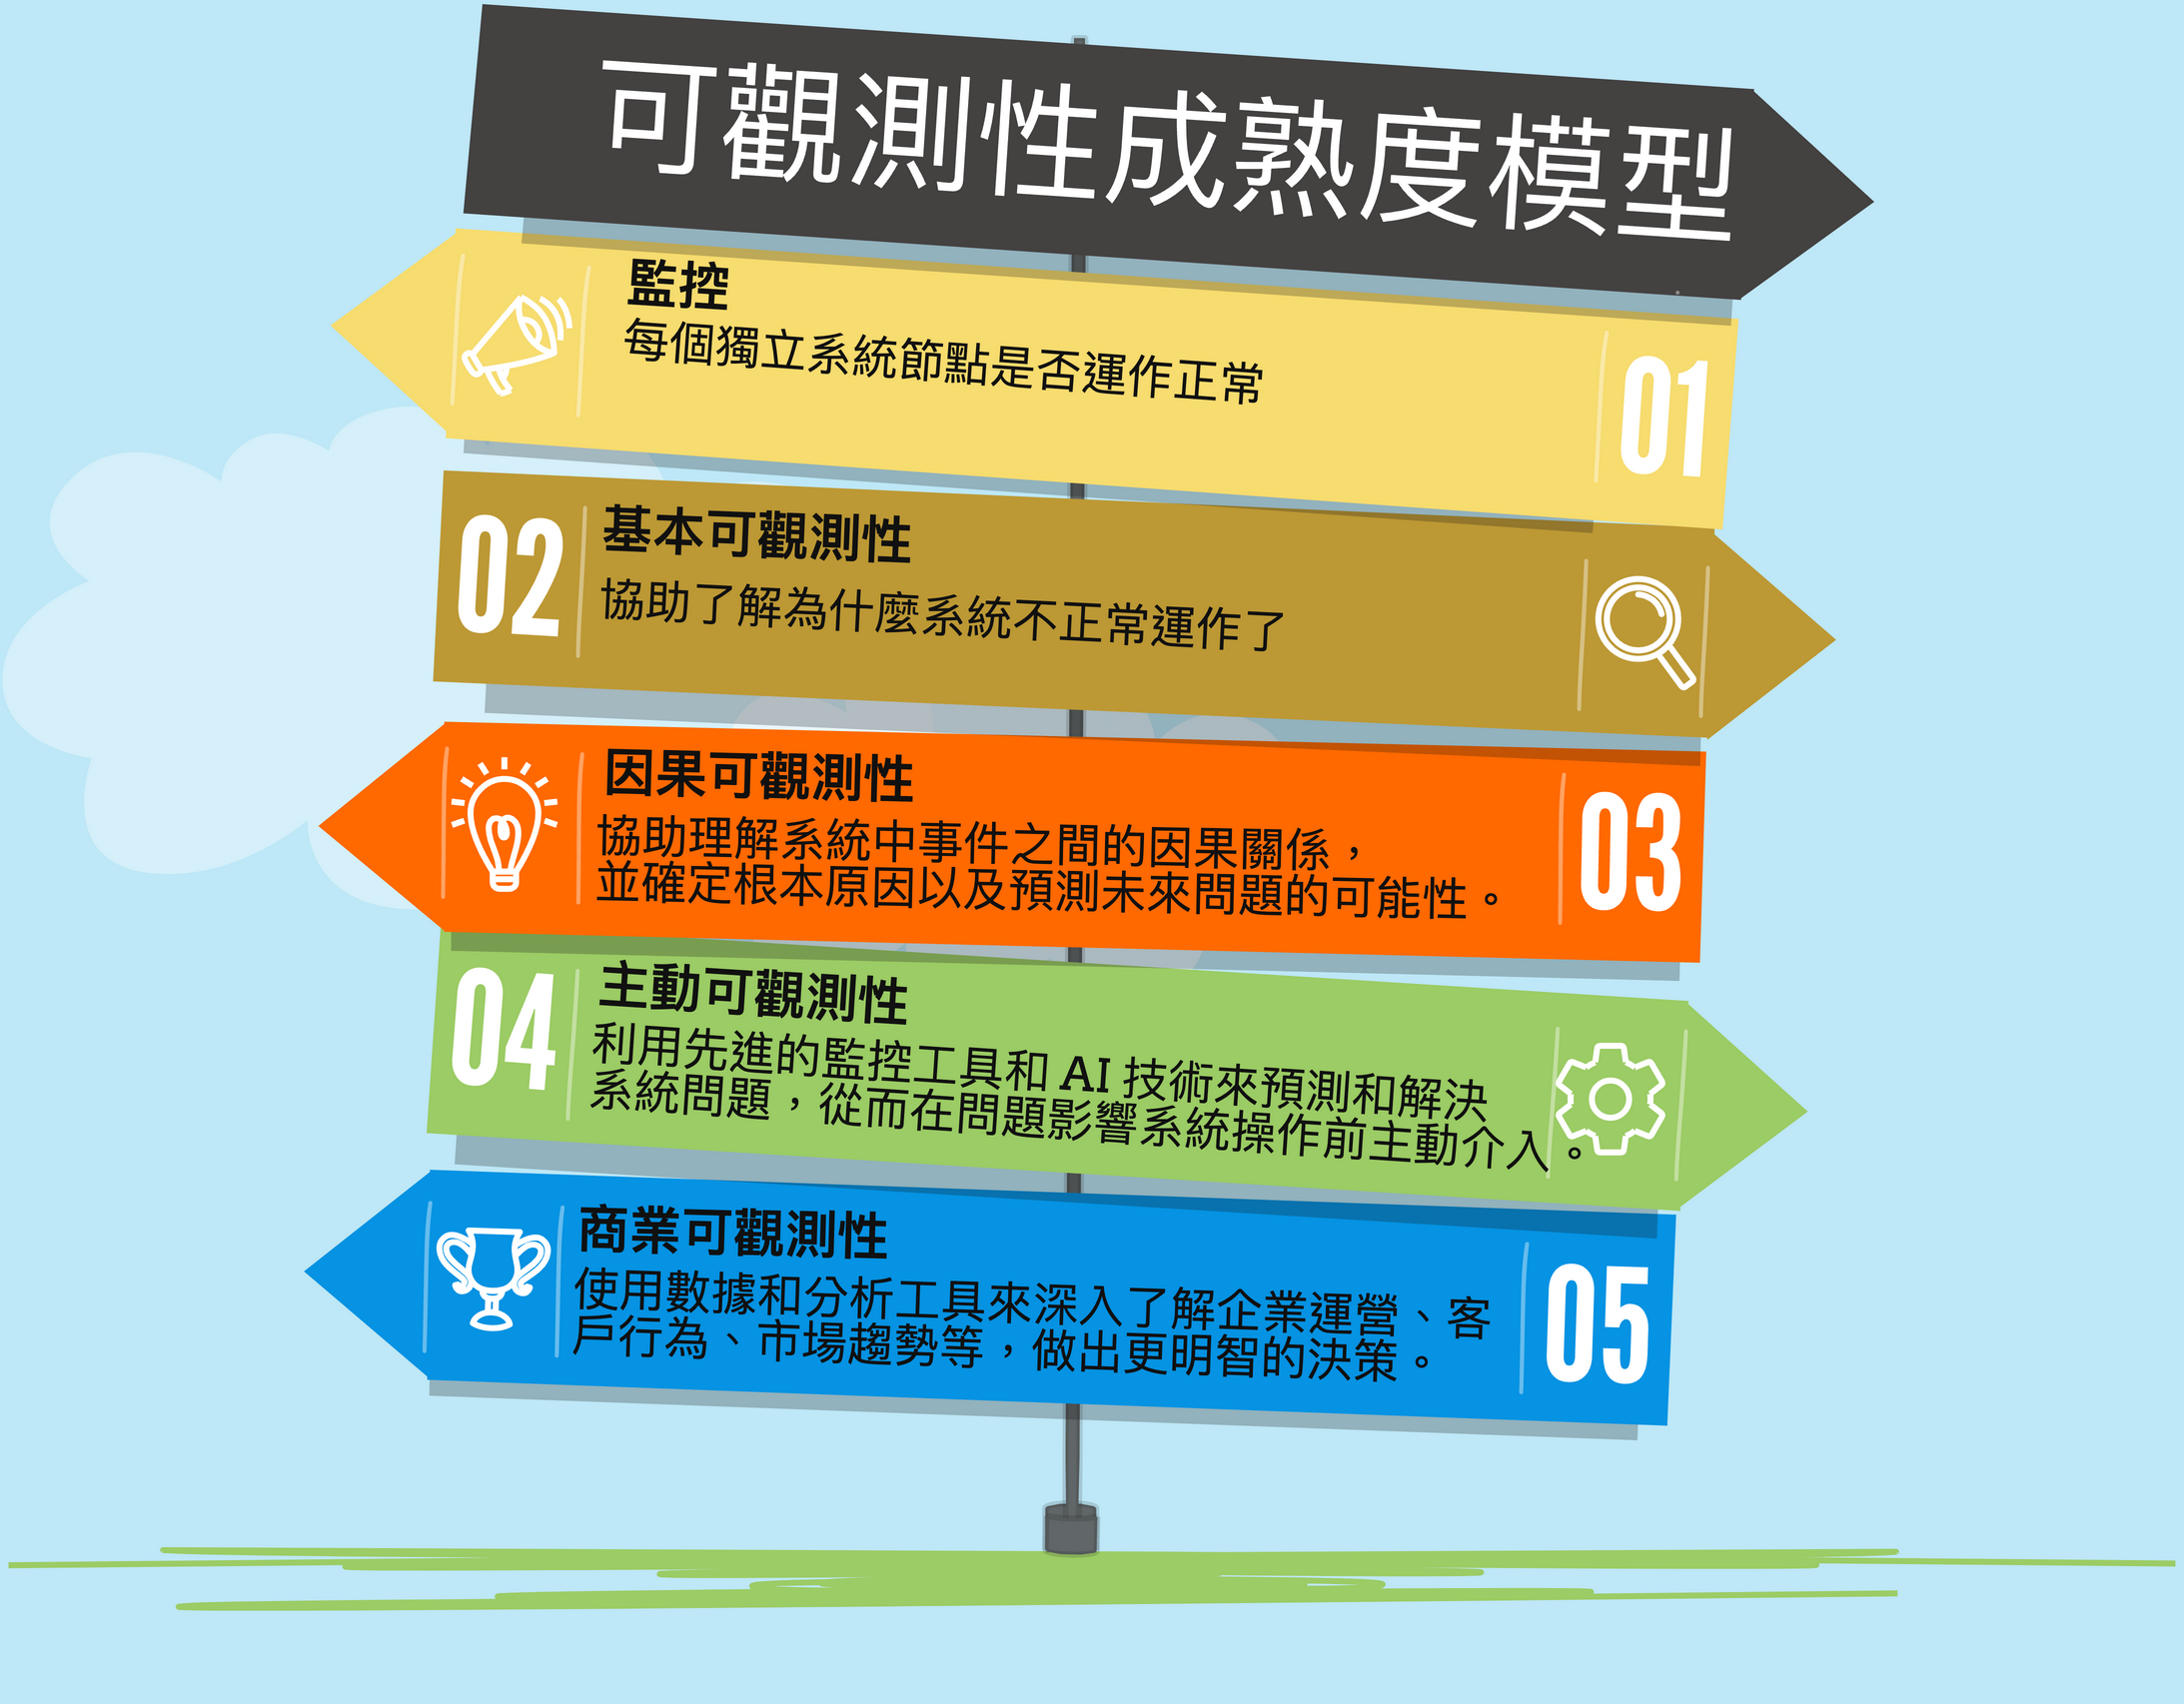 可觀測性成熟度模型
監控
每個獨立系統節點是否運作正常
01
02
基本可觀測性
協助了解為什麼系統不正常運作了
因果可觀測性
協助理解系統中事件之間的因果關係，
並確定根本原因以及預測未來問題的可能性。
03
04
主動可觀測性
利用先進的監控工具和 AI 技術來預測和解決
系統問題，從而在問題影響系統操作前主動介入。
商業可觀測性
使用數據和分析工具來深入了解企業運營、客
戶行為、市場趨勢等，做出更明智的決策。
05